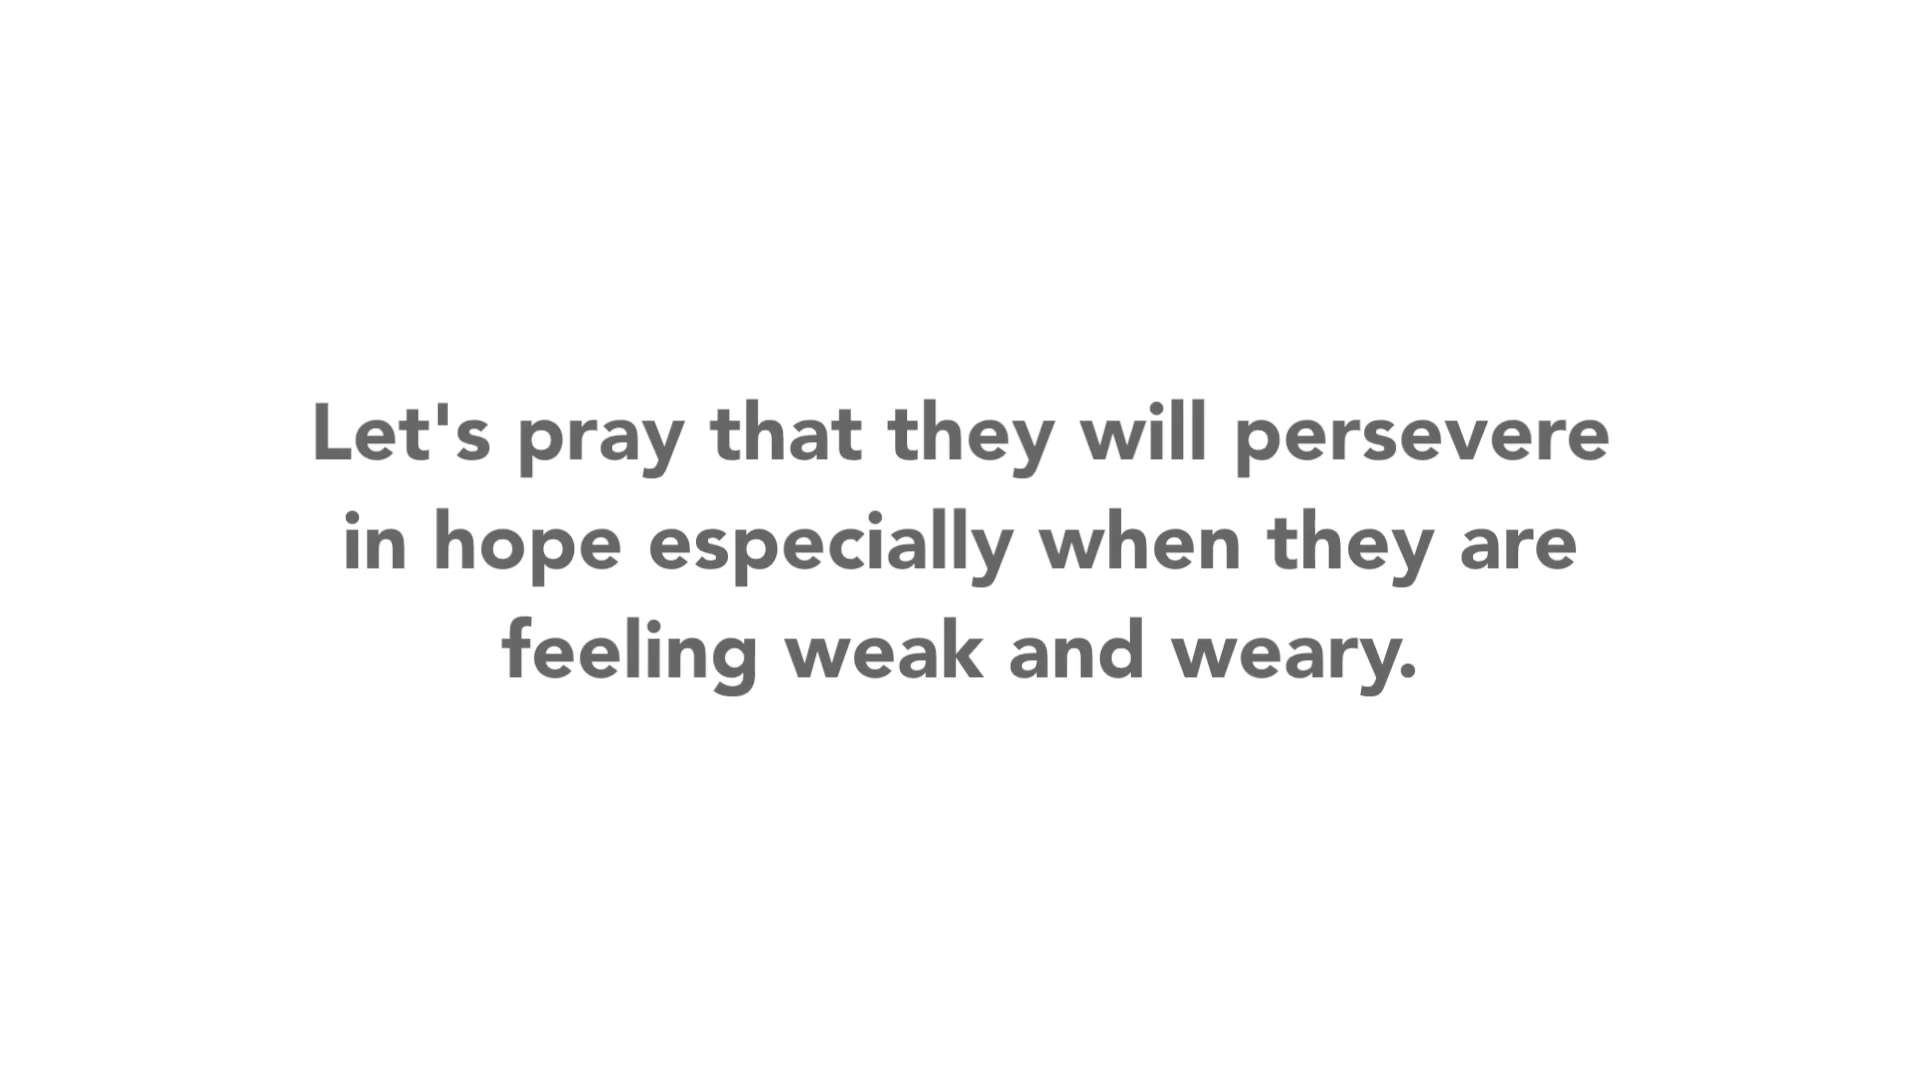 Let's pray that they will persevere
in hope especially when they are
feeling weak and weary.